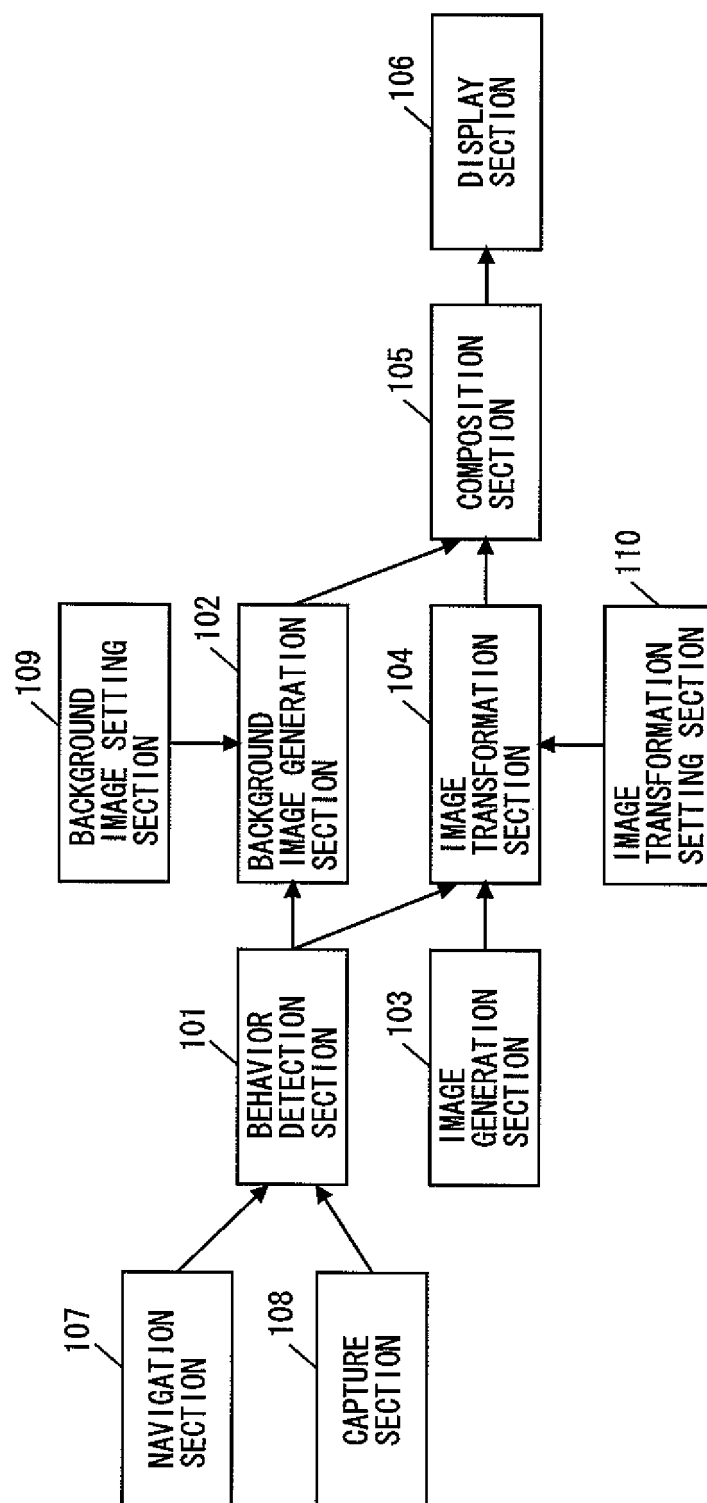 107
NAVIGATION
SECTION
108
CAPTURE
SECTION
101
BEHAVIOR
DETECTION
SECTION
103
IMAGE
GENERATION
SECTION
109
BACKGROUND
IMAGE SETTING
SECTION
102
BACKGROUND
IMAGE GENERATION
SECTION
104
IMAGE
TRANSFORMATION
SECTION
110
IMAGE
TRANSFORMATION
SETTING SECTION
105
COMPOSITION
SECTION
106
DISPLAY
SECTION